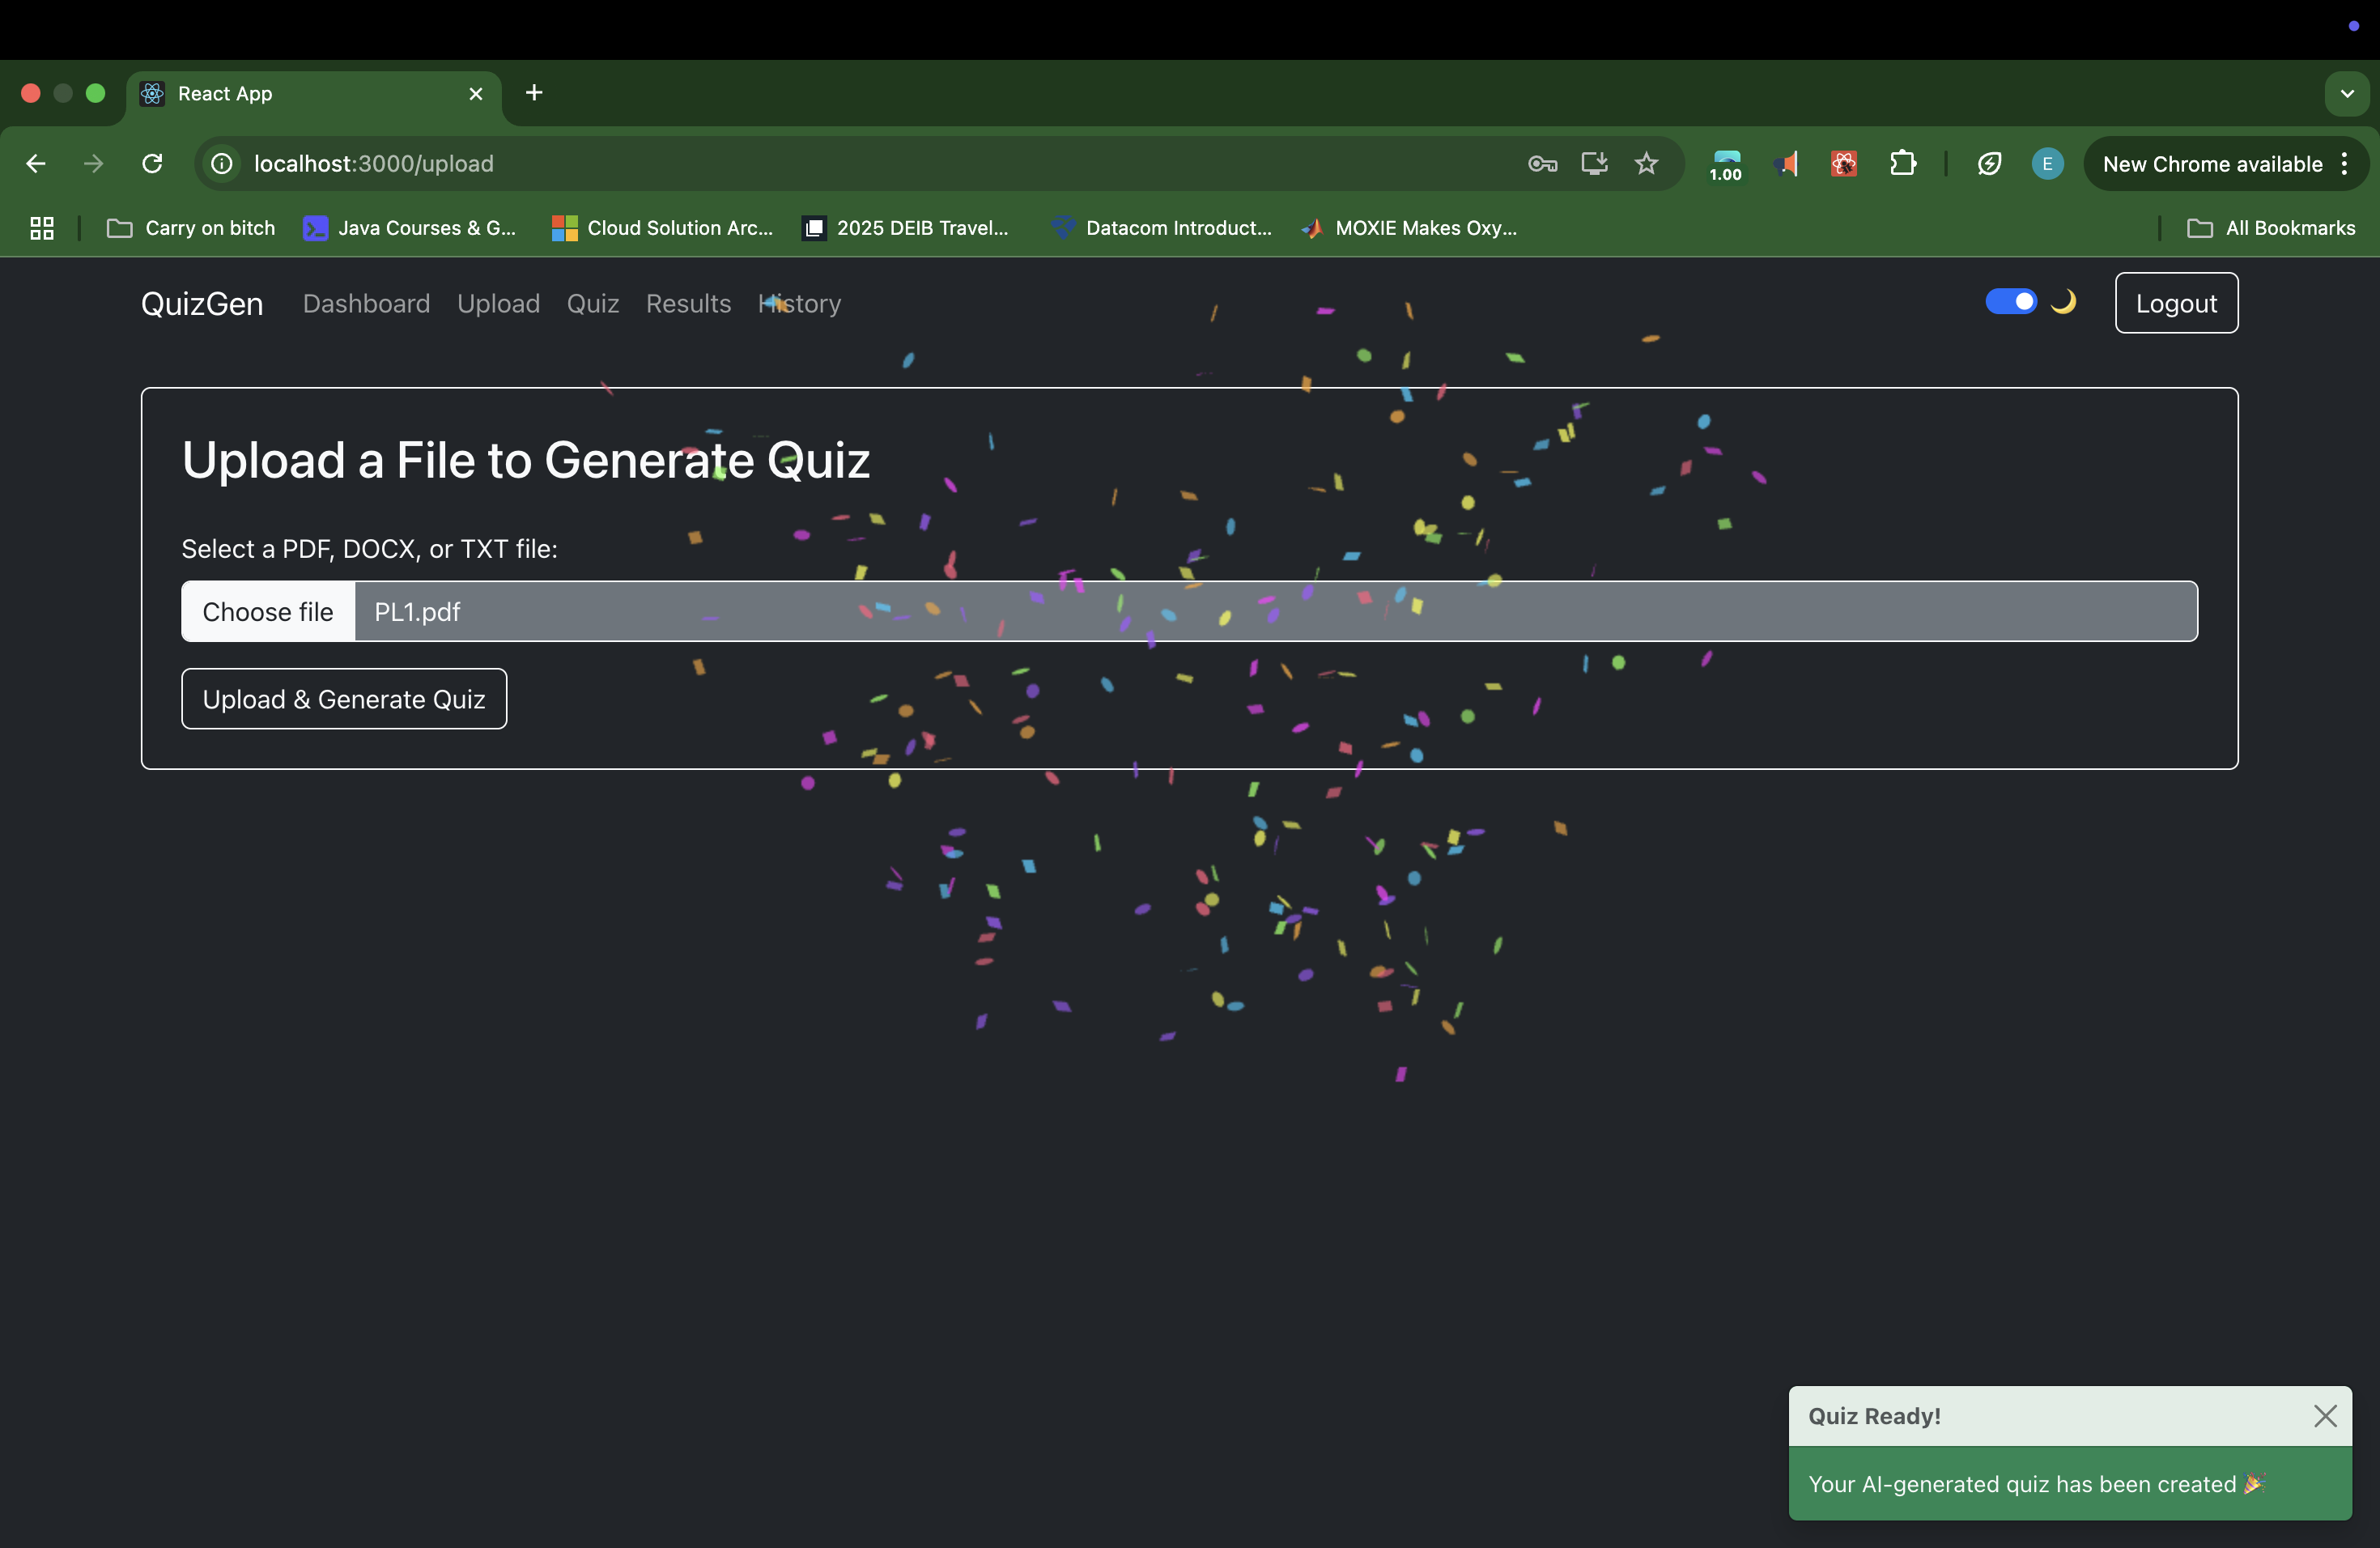 React App
localhost:3000/upload
1.00
E
New Chrome available
Carry on bitch
Java Courses & G...
Cloud Solution Arc...
2025 DEIB Travel...
Datacom Introduct...
MOXIE Makes Oxy...
All Bookmarks
QuizGen Dashboard Upload Quiz Results History
Logout
Upload a File to Generate Quiz
Select a PDF, DOCX, or TXT file:
Choose file PL1.pdf
Upload & Generate Quiz
Quiz Ready!
Your AI-generated quiz has been created 🎉